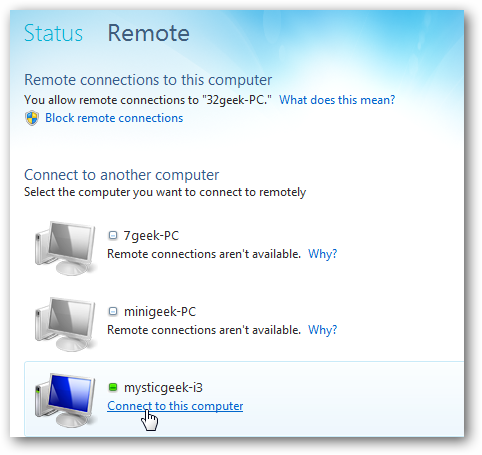 Status Remote
Remote connections to this computer
You allow remote connections to "32geek-PC." What does this mean?
Block remote connections
Connect to another computer
Select the computer you want to connect to remotely
7geek-PC
Remote connections aren't available. Why?
minigeek-PC
Remote connections aren't available. Why?
mysticgeek-i3
Connect to this computer